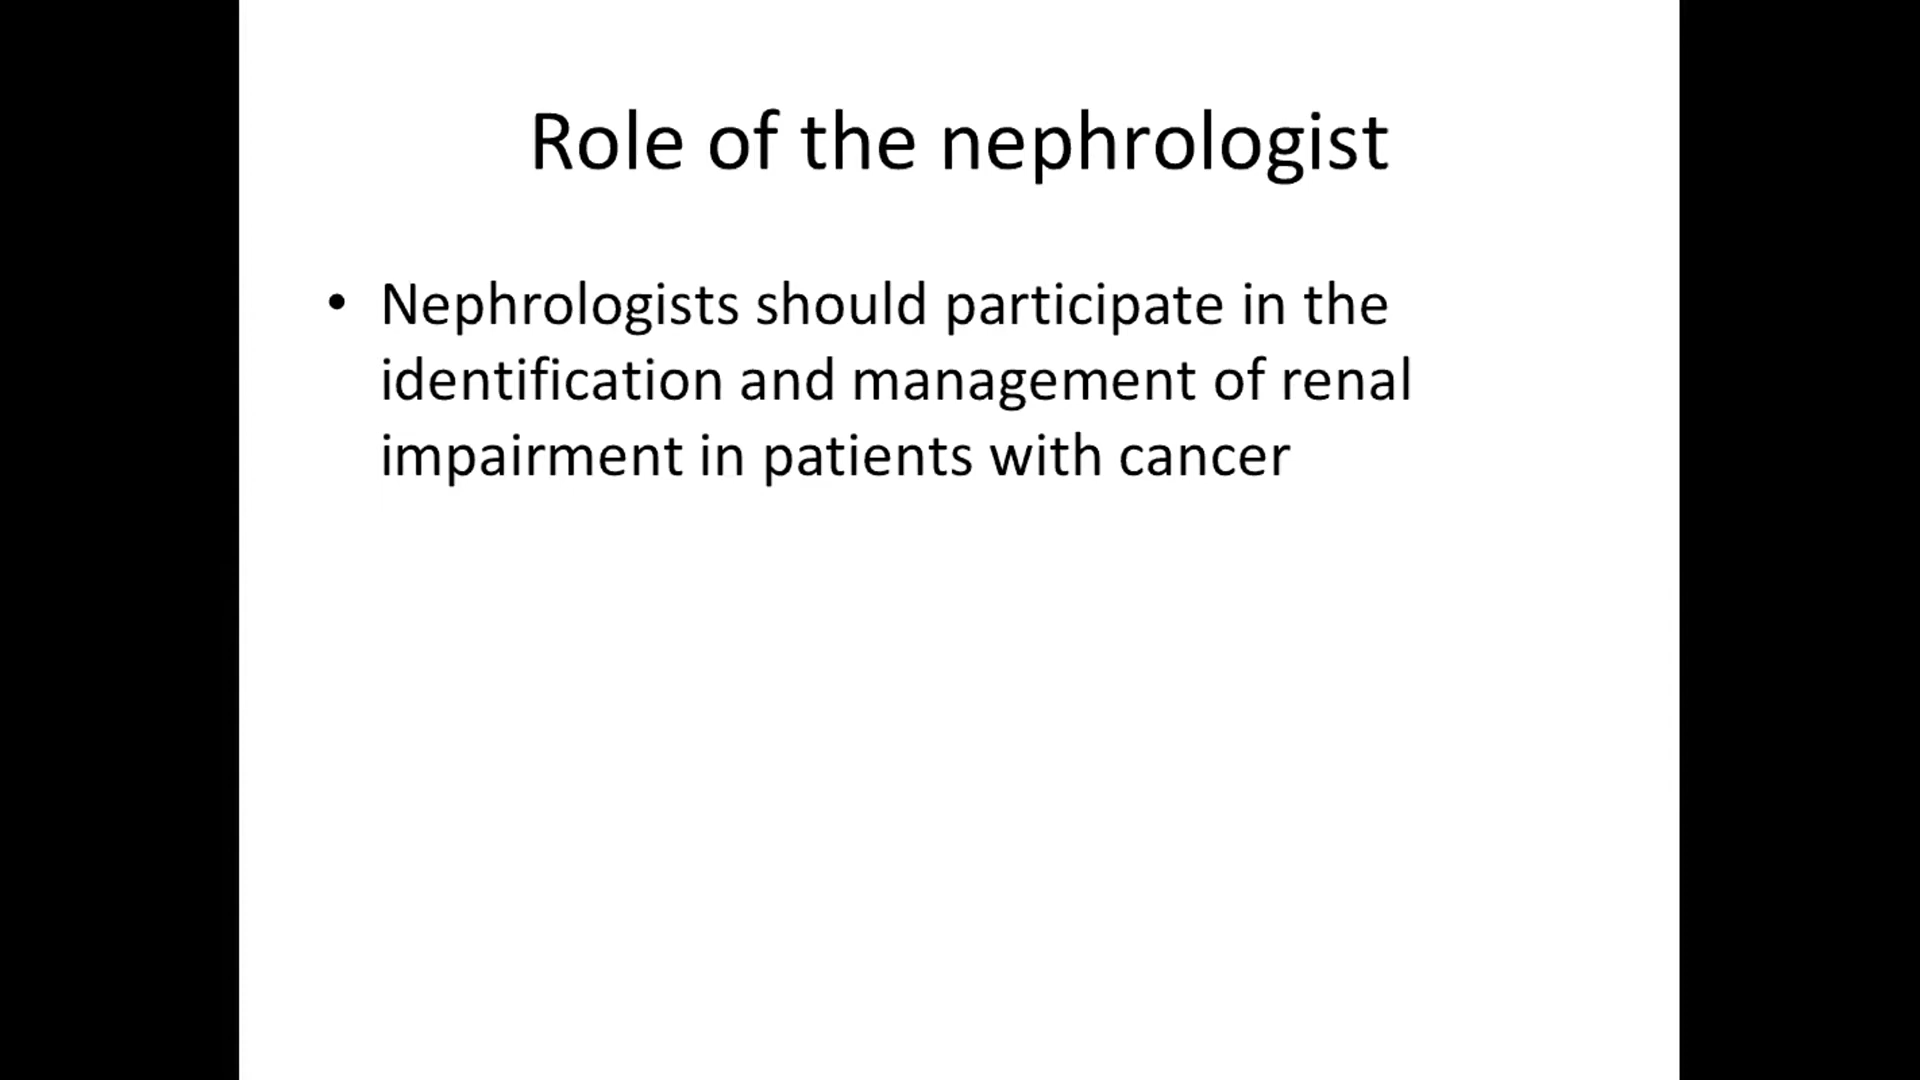 Role of the nephrologist
• Nephrologists should participate in the
identification and management of renal
impairment in patients with cancer